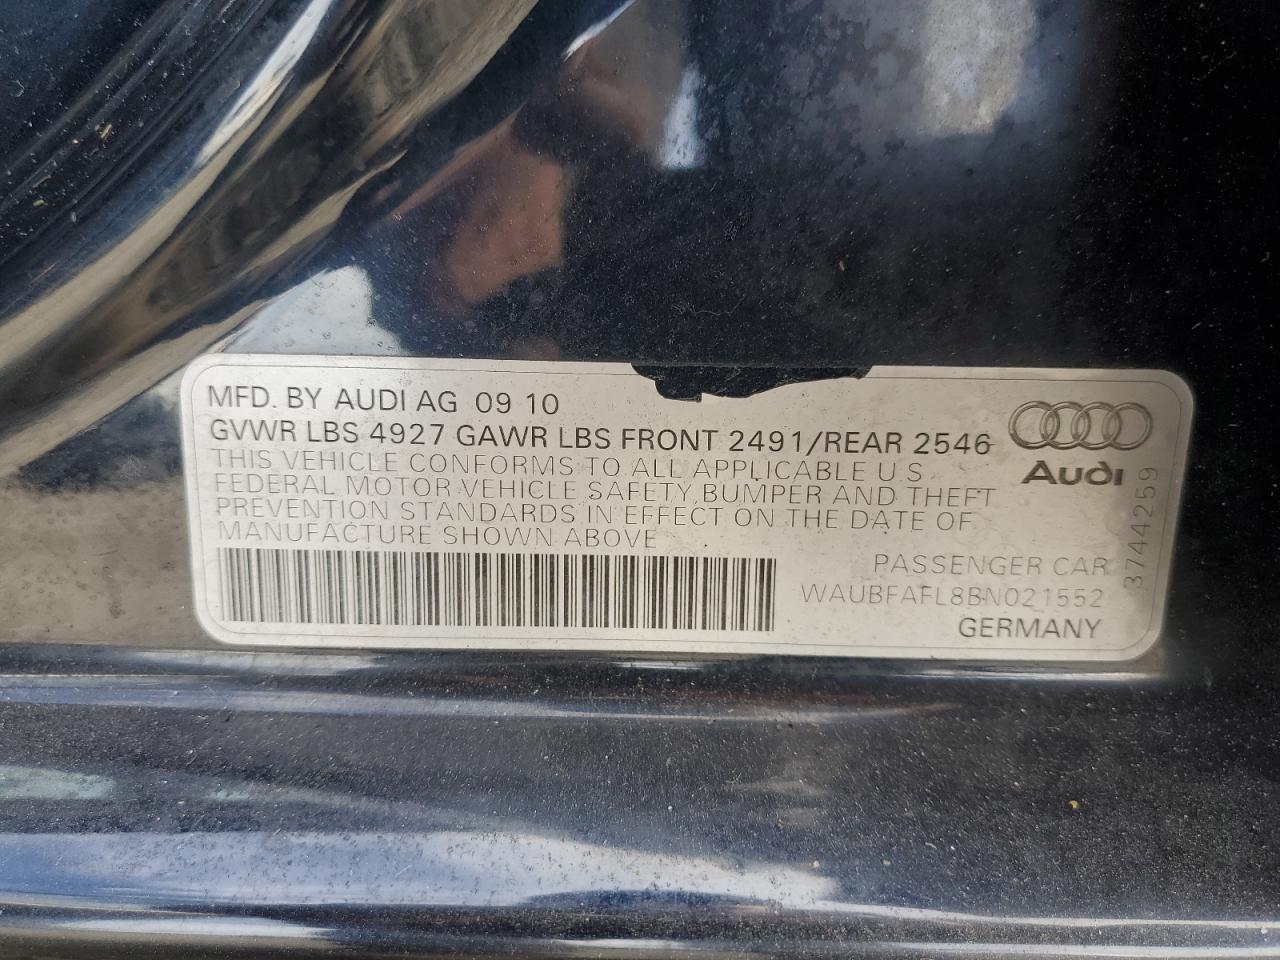 MFD. BY AUDI AG 09 10
GVWR LBS 4927 GAWR LBS FRONT 2491/REAR 2546
THIS VEHICLE CONFORMS TO ALL APPLICABLE U S
FEDERAL MOTOR VEHICLE SAFETY, BUMPER AND THEFT
PREVENTION STANDARDS IN EFFECT ON THE DATE OF
MANUFACTURE SHOWN ABOVE
Audi
PASSENGER CAR
WAUBFAFL8BN021552
GERMANY
3744259